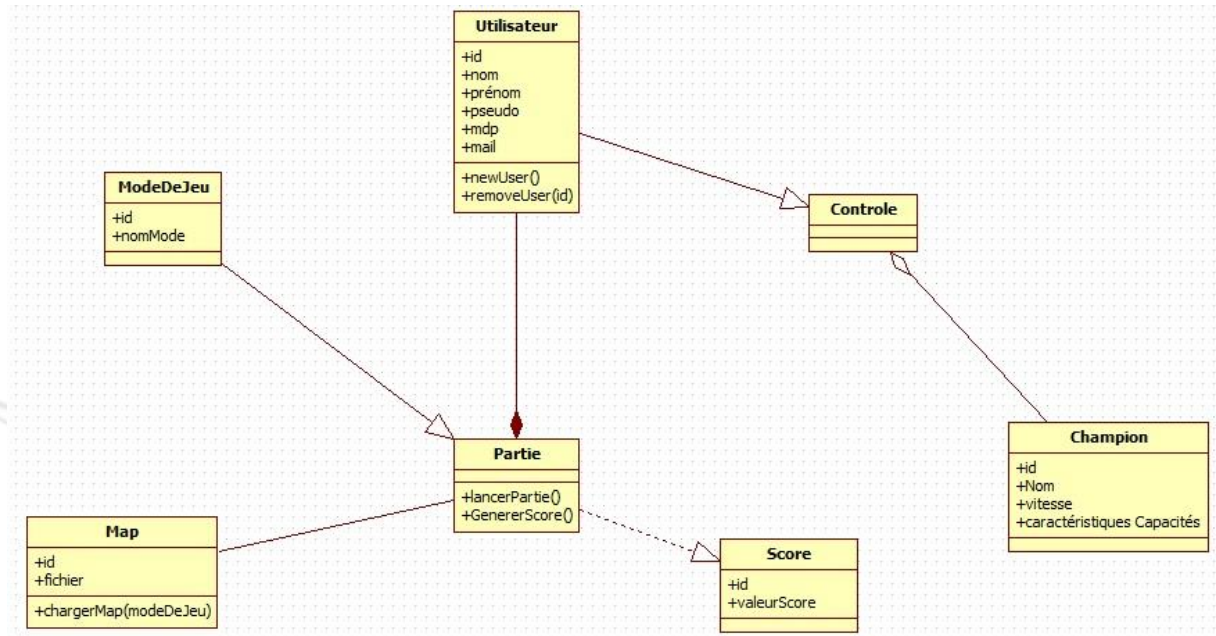 Utilisateur
+id
+nom
+prénom
+pseudo
+mdp
+mail
+newUser()
+removeUser(id)
ModeDeJeu
+id
+nomMode
Controle
Partie
+lancerPartie()
+GenererScore()
Champion
+id
+Nom
+vitesse
+caractéristiques Capacités
Map
+id
+fichier
+chargerMap(modeDeJeu)
Score
+id
+valeurScore